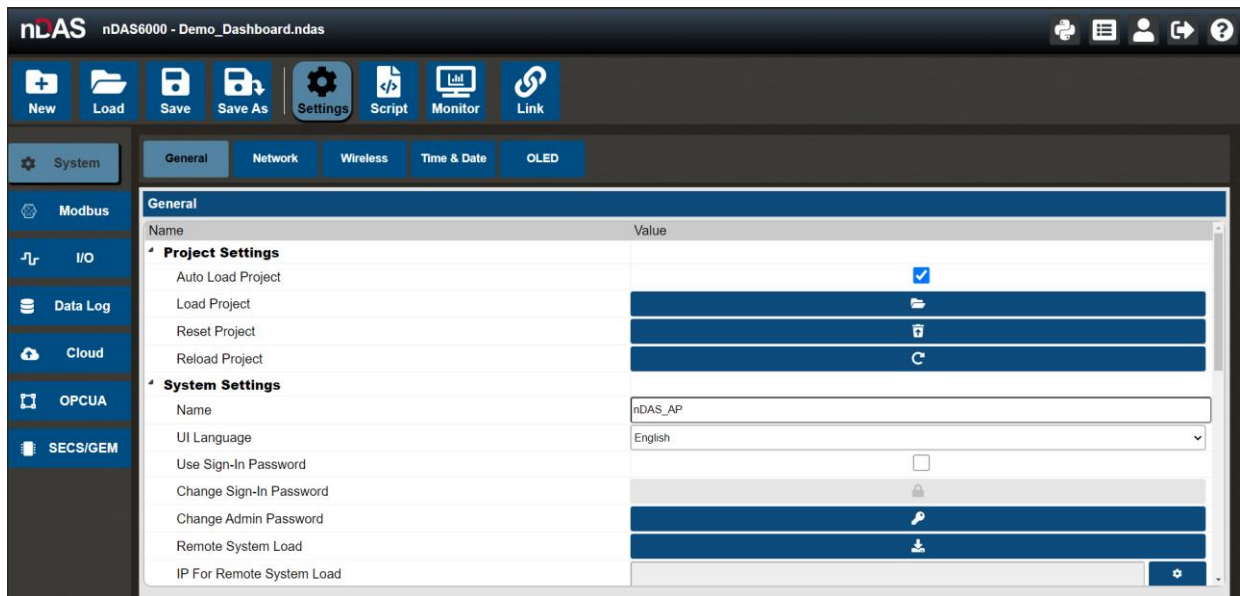 nDAS nDAS6000 - Demo_Dashboard.ndas
New Load Save Save As Settings Script Monitor Link
System
Modbus
I/O
Data Log
Cloud
OPCUA
SECS/GEM
General Network Wireless Time & Date OLED
General
Name Value
Project Settings
Auto Load Project
Load Project
Reset Project
Reload Project
System Settings
Name nDAS_AP
UI Language English
Use Sign-In Password
Change Sign-In Password
Change Admin Password
Remote System Load
IP For Remote System Load